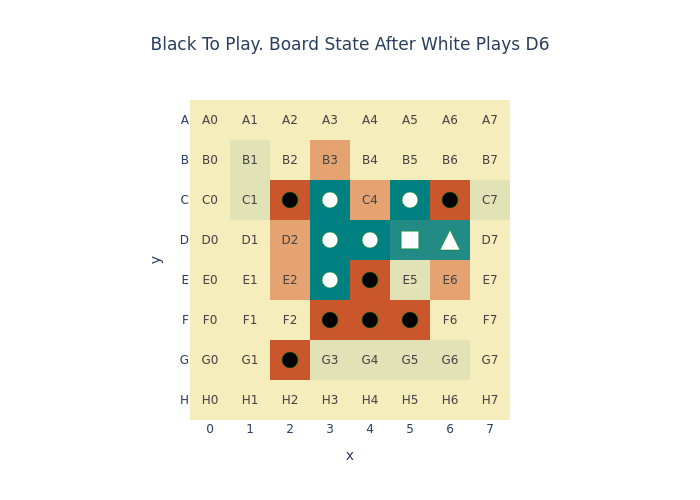 Black To Play. Board State After White Plays D6
A A0 A1 A2 A3 A4 A5 A6 A7
B B0 B1 B2 B3 B4 B5 B6 B7
C C0 C1 C4 C7
D D0 D1 D2 D7
y
E E0 E1 E2 E5 E6 E7
F F0 F1 F2 F6 F7
G G0 G1 G3 G4 G5 G6 G7
H H0 H1 H2 H3 H4 H5 H6 H7
0 1 2 3 4 5 6 7
x